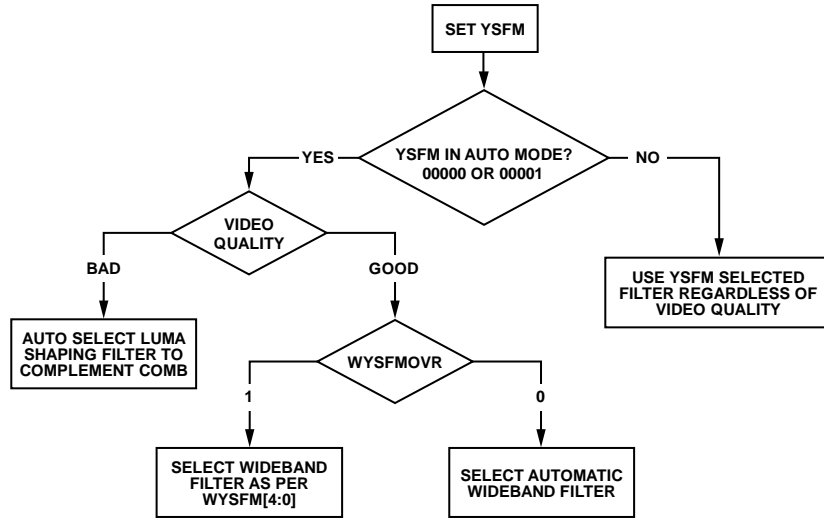 SET YSFM
YSFM IN AUTO MODE?
00000 OR 00001
YES
NO
VIDEO
QUALITY
BAD
GOOD
USE YSFM SELECTED
FILTER REGARDLESS OF
VIDEO QUALITY
AUTO SELECT LUMA
SHAPING FILTER TO
COMPLEMENT COMB
WYSFMOVR
1
0
SELECT WIDEBAND
FILTER AS PER
WYSFM[4:0]
SELECT AUTOMATIC
WIDEBAND FILTER